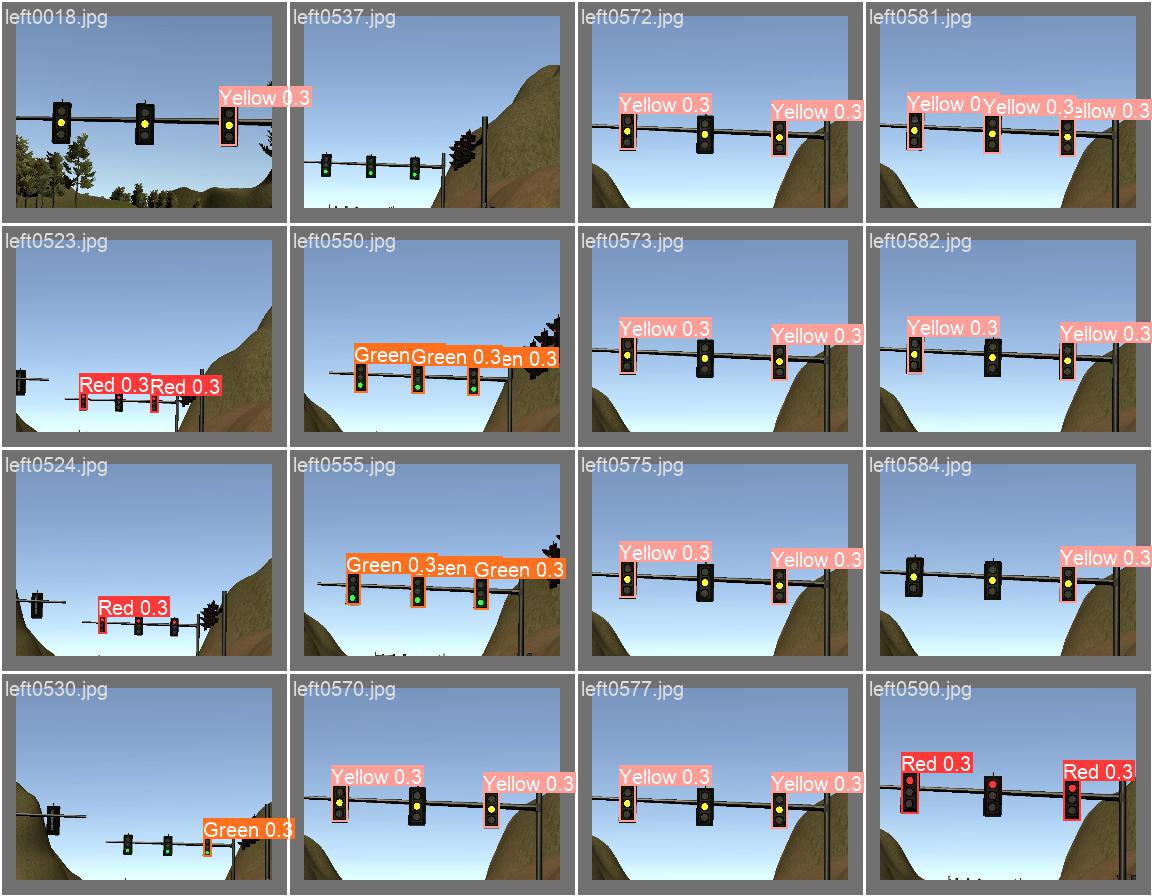 left0018.jpg
Yellow 0.3
left0537.jpg
left0572.jpg
Yellow 0.3
Yellow 0.3
left0581.jpg
Yellow 0
Yellow 0.3
ellow 0.3
left0523.jpg
Red 0.3
Red 0.3
left0550.jpg
Green
Green 0.3
en 0.3
left0573.jpg
Yellow 0.3
Yellow 0.3
left0582.jpg
Yellow 0.3
Yellow 0.3
left0524.jpg
Red 0.3
left0555.jpg
Green 0.3
een
Green 0.3
left0575.jpg
Yellow 0.3
Yellow 0.3
left0584.jpg
Yellow 0.3
left0530.jpg
Green 0.3
left0570.jpg
Yellow 0.3
Yellow 0.3
left0577.jpg
Yellow 0.3
Yellow 0.3
left0590.jpg
Red 0.3
Red 0.3